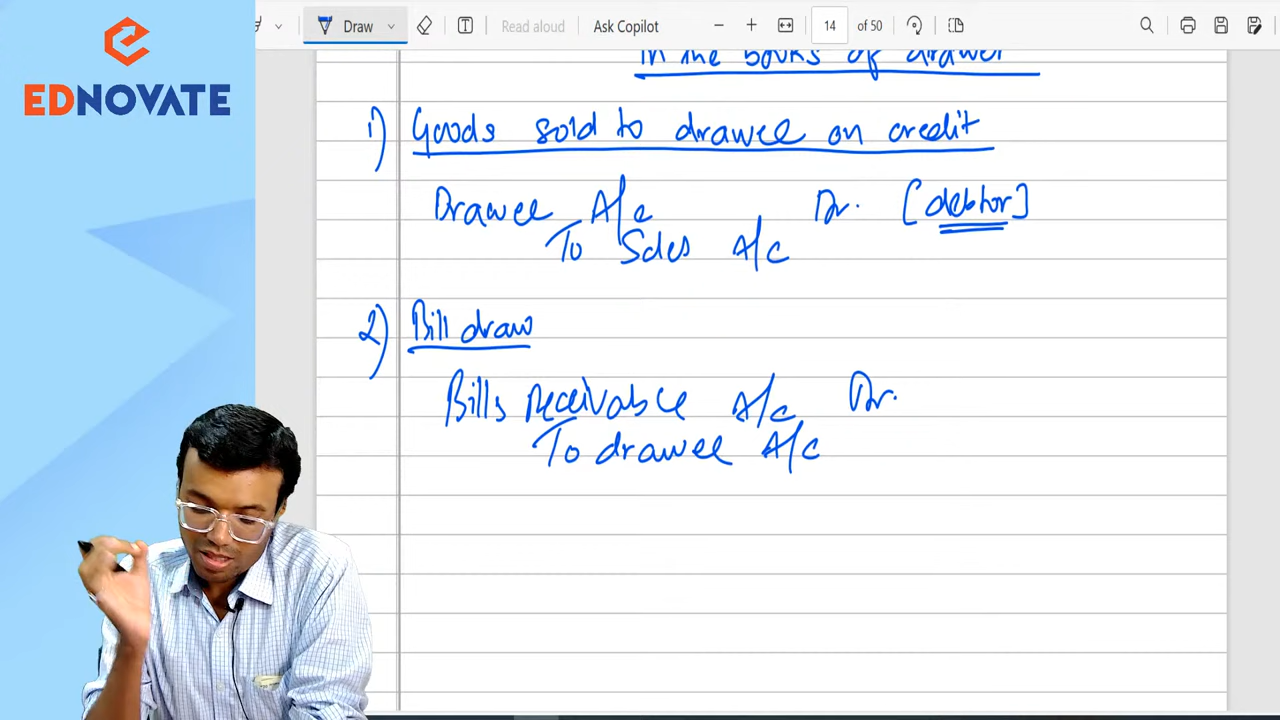 EDNOVATE
Draw
Read aloud
Ask Copilot
14 of 50
In the books of drawer
1) Goods sold to drawee on credit
Drawee A/c Dr. [debtor]
To Sales A/c
2) Bill draw
Bills Receivable A/c Dr.
To drawee A/c